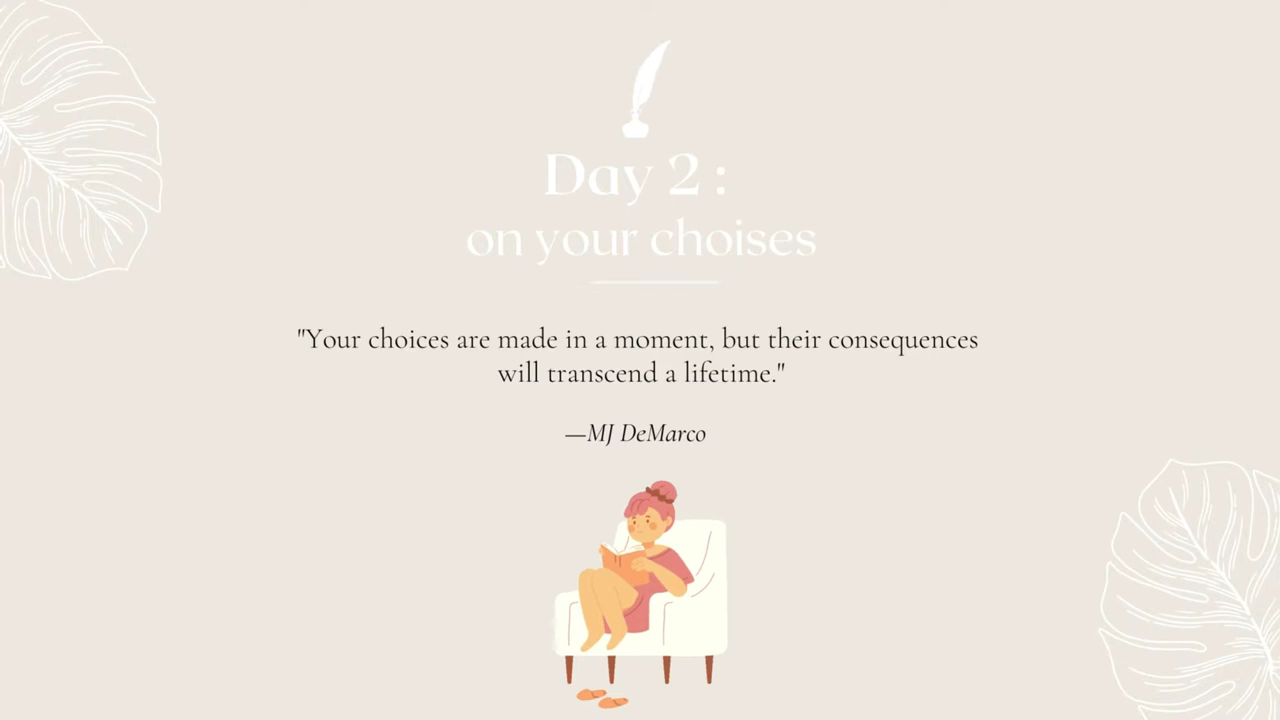 Day 2 :
on your choises
"Your choices are made in a moment, but their consequences
will transcend a lifetime."
—MJ DeMarco